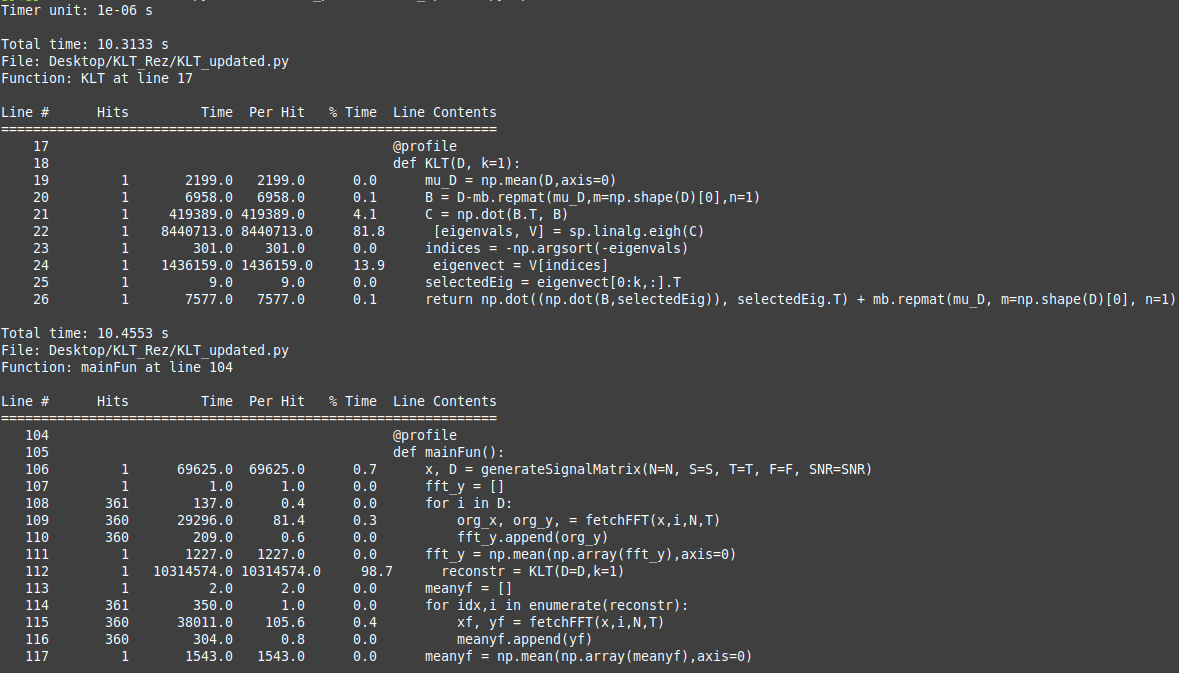 Timer unit: 1e-06 s

Total time: 10.3133 s
File: Desktop/KLT_Rez/KLT_updated.py
Function: KLT at line 17

Line #      Hits         Time  Per Hit   % Time  Line Contents
==============================================================
    17                                           @profile
    18                                           def KLT(D, k=1):
    19         1       2199.0   2199.0      0.0      mu_D = np.mean(D,axis=0)
    20         1       6958.0   6958.0      0.1      B = D-mb.repmat(mu_D,m=np.shape(D)[0],n=1)
    21         1     419389.0 419389.0      4.1      C = np.dot(B.T, B)
    22         1    8440713.0 8440713.0     81.8      [eigenvals, V] = sp.linalg.eigh(C)
    23         1        301.0    301.0      0.0      indices = -np.argsort(-eigenvals)
    24         1    1436159.0 1436159.0     13.9      eigenvect = V[indices]
    25         1          9.0      9.0      0.0      selectedEig = eigenvect[0:k,:].T
    26         1       7577.0   7577.0      0.1      return np.dot((np.dot(B,selectedEig)), selectedEig.T) + mb.repmat(mu_D, m=np.shape(D)[0], n=1)

Total time: 10.4553 s
File: Desktop/KLT_Rez/KLT_updated.py
Function: mainFun at line 104

Line #      Hits         Time  Per Hit   % Time  Line Contents
==============================================================
   104                                           @profile
   105                                           def mainFun():
   106         1      69625.0  69625.0      0.7      x, D = generateSignalMatrix(N=N, S=S, T=T, F=F, SNR=SNR)
   107         1          1.0      1.0      0.0      fft_y = []
   108       361        137.0      0.4      0.0      for i in D:
   109       360      29296.0     81.4      0.3          org_x, org_y, = fetchFFT(x,i,N,T)
   110       360        209.0      0.6      0.0          fft_y.append(org_y)
   111         1       1227.0   1227.0      0.0      fft_y = np.mean(np.array(fft_y),axis=0)
   112         1   10314574.0 10314574.0     98.7      reconstr = KLT(D=D,k=1)
   113         1          2.0      2.0      0.0      meanyf = []
   114       361        350.0      1.0      0.0      for idx,i in enumerate(reconstr):
   115       360      38011.0    105.6      0.4          xf, yf = fetchFFT(x,i,N,T)
   116       360        304.0      0.8      0.0          meanyf.append(yf)
   117         1       1543.0   1543.0      0.0      meanyf = np.mean(np.array(meanyf),axis=0)